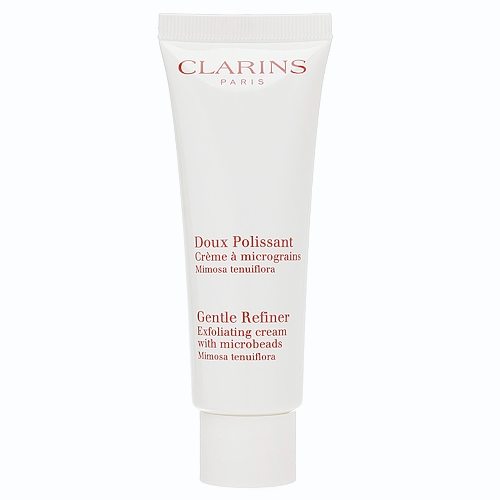 CLARINS
PARIS
Doux Polissant
Crème à micrograins
Mimosa tenuiflora
Gentle Refiner
Exfoliating cream
with microbeads
Mimosa tenuiflora